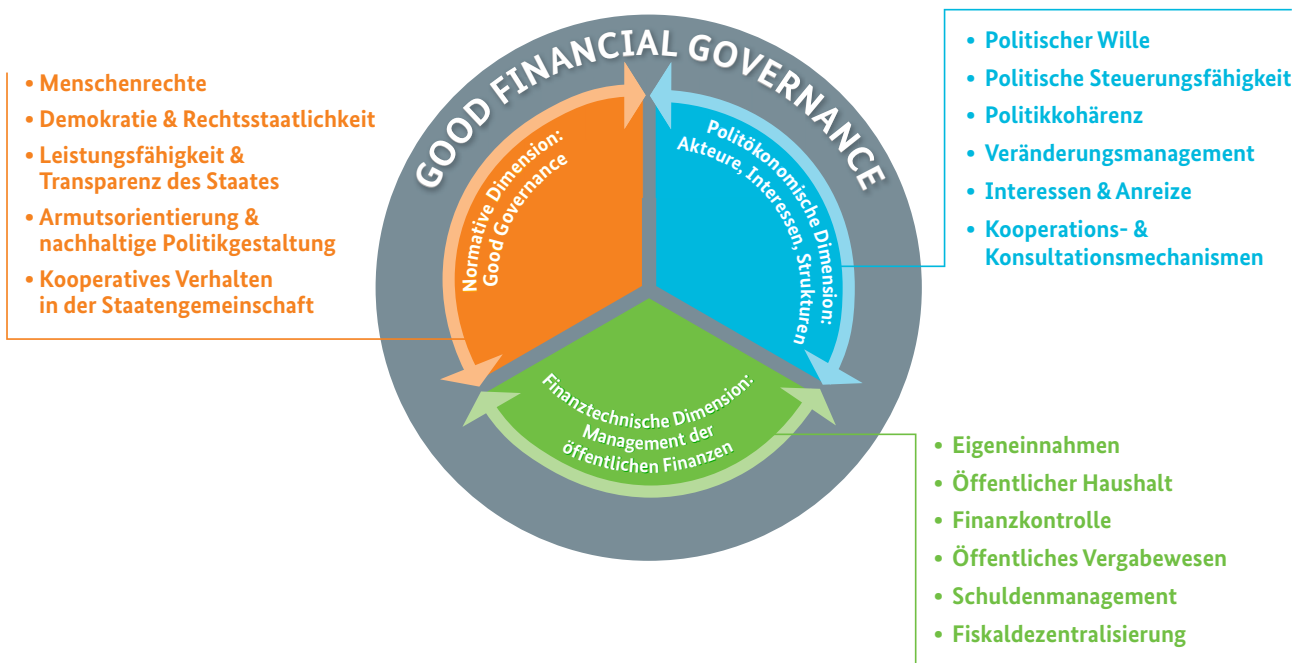 GOOD FINANCIAL GOVERNANCE
• Menschenrechte
• Demokratie & Rechtsstaatlichkeit
• Leistungsfähigkeit &
Transparenz des Staates
• Armutsorientierung &
nachhaltige Politikgestaltung
• Kooperatives Verhalten
in der Staatengemeinschaft
Normative Dimension:
Good Governance
Politökonomische Dimension:
Akteure, Interessen, Strukturen
• Politischer Wille
• Politische Steuerungsfähigkeit
• Politikkohärenz
• Veränderungsmanagement
• Interessen & Anreize
• Kooperations- &
Konsultationsmechanismen
Finanztechnische Dimension:
Management der
öffentlichen Finanzen
• Eigeneinnahmen
• Öffentlicher Haushalt
• Finanzkontrolle
• Öffentliches Vergabewesen
• Schuldenmanagement
• Fiskaldezentralisierung